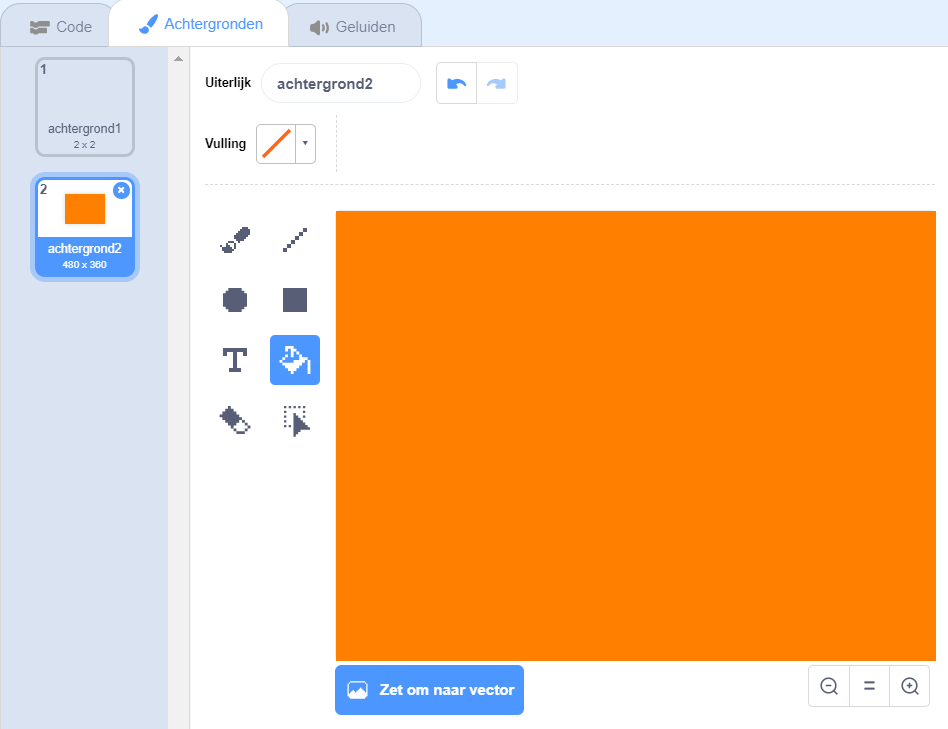 Code
Achtergronden
Geluiden
1
achtergrond1
2 x 2
2
achtergrond2
480 x 360
Uiterlijk
achtergrond2
Vulling
T
Zet om naar vector